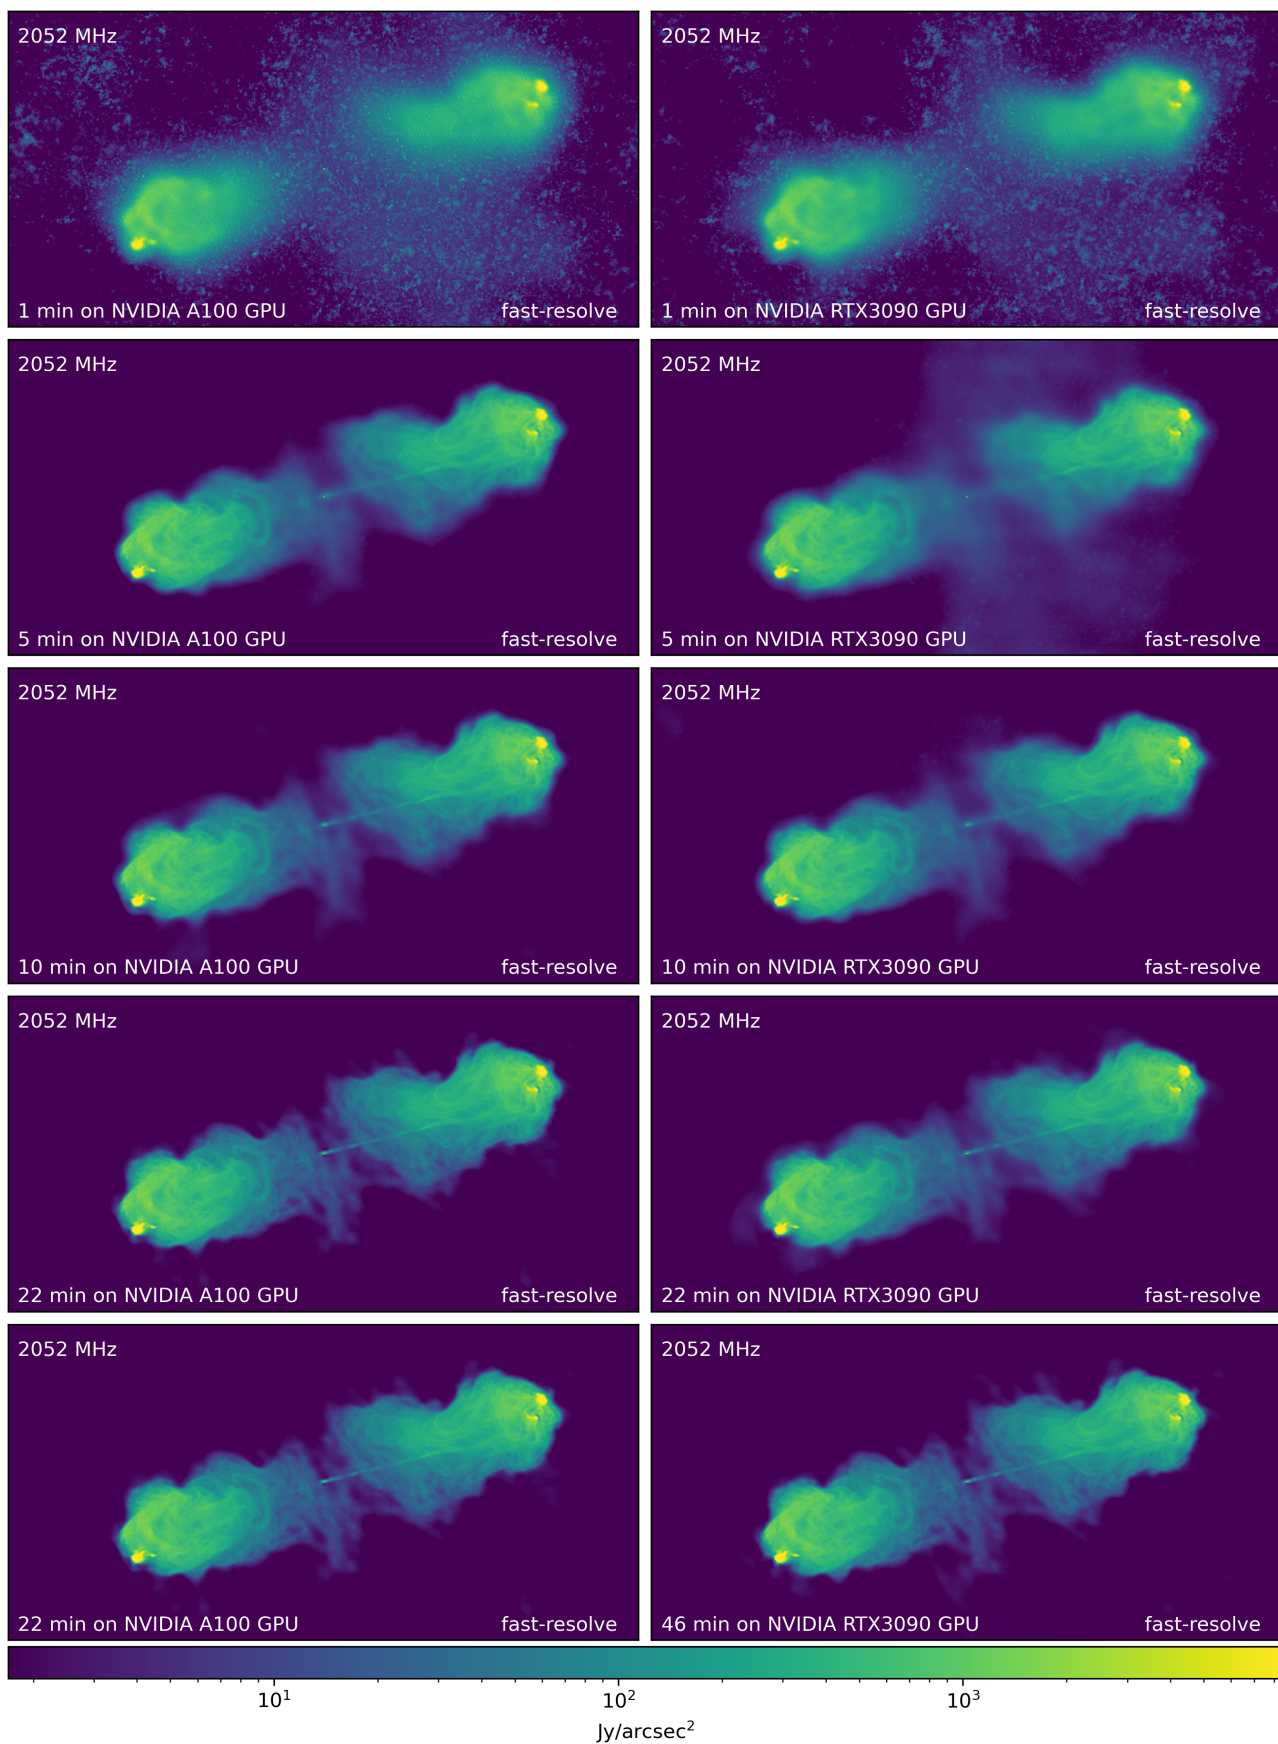 2052 MHz
1 min on NVIDIA A100 GPU fast-resolve
2052 MHz
1 min on NVIDIA RTX3090 GPU fast-resolve
2052 MHz
5 min on NVIDIA A100 GPU fast-resolve
2052 MHz
5 min on NVIDIA RTX3090 GPU fast-resolve
2052 MHz
10 min on NVIDIA A100 GPU fast-resolve
2052 MHz
10 min on NVIDIA RTX3090 GPU fast-resolve
2052 MHz
22 min on NVIDIA A100 GPU fast-resolve
2052 MHz
22 min on NVIDIA RTX3090 GPU fast-resolve
2052 MHz
22 min on NVIDIA A100 GPU fast-resolve
2052 MHz
46 min on NVIDIA RTX3090 GPU fast-resolve
10¹ 10² 10³
Jy/arcsec²